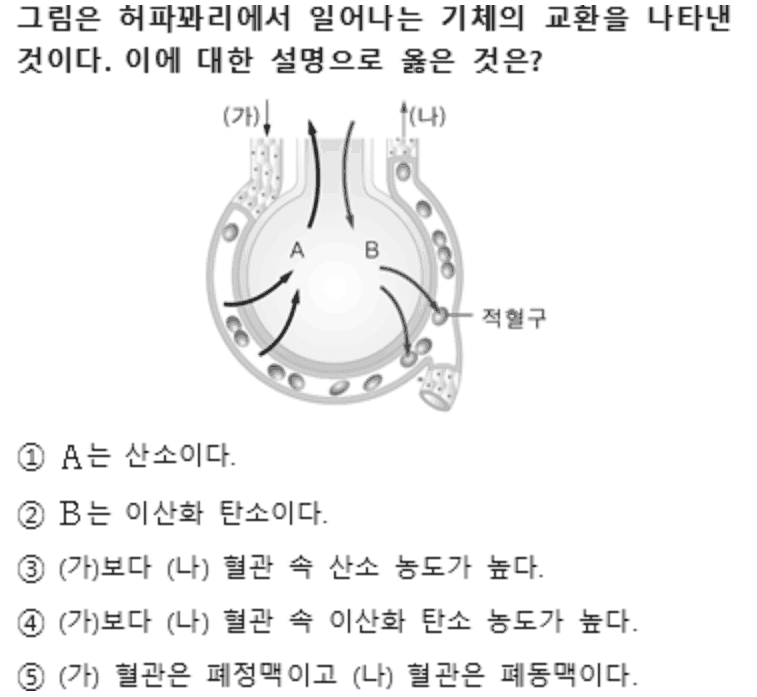 그림은 허파꽈리에서 일어나는 기체의 교환을 나타낸
것이다. 이에 대한 설명으로 옳은 것은?
(가) (나)
A B
적혈구
① A는 산소이다.
② B는 이산화 탄소이다.
③ (가)보다 (나) 혈관 속 산소 농도가 높다.
④ (가)보다 (나) 혈관 속 이산화 탄소 농도가 높다.
⑤ (가) 혈관은 폐정맥이고 (나) 혈관은 폐동맥이다.